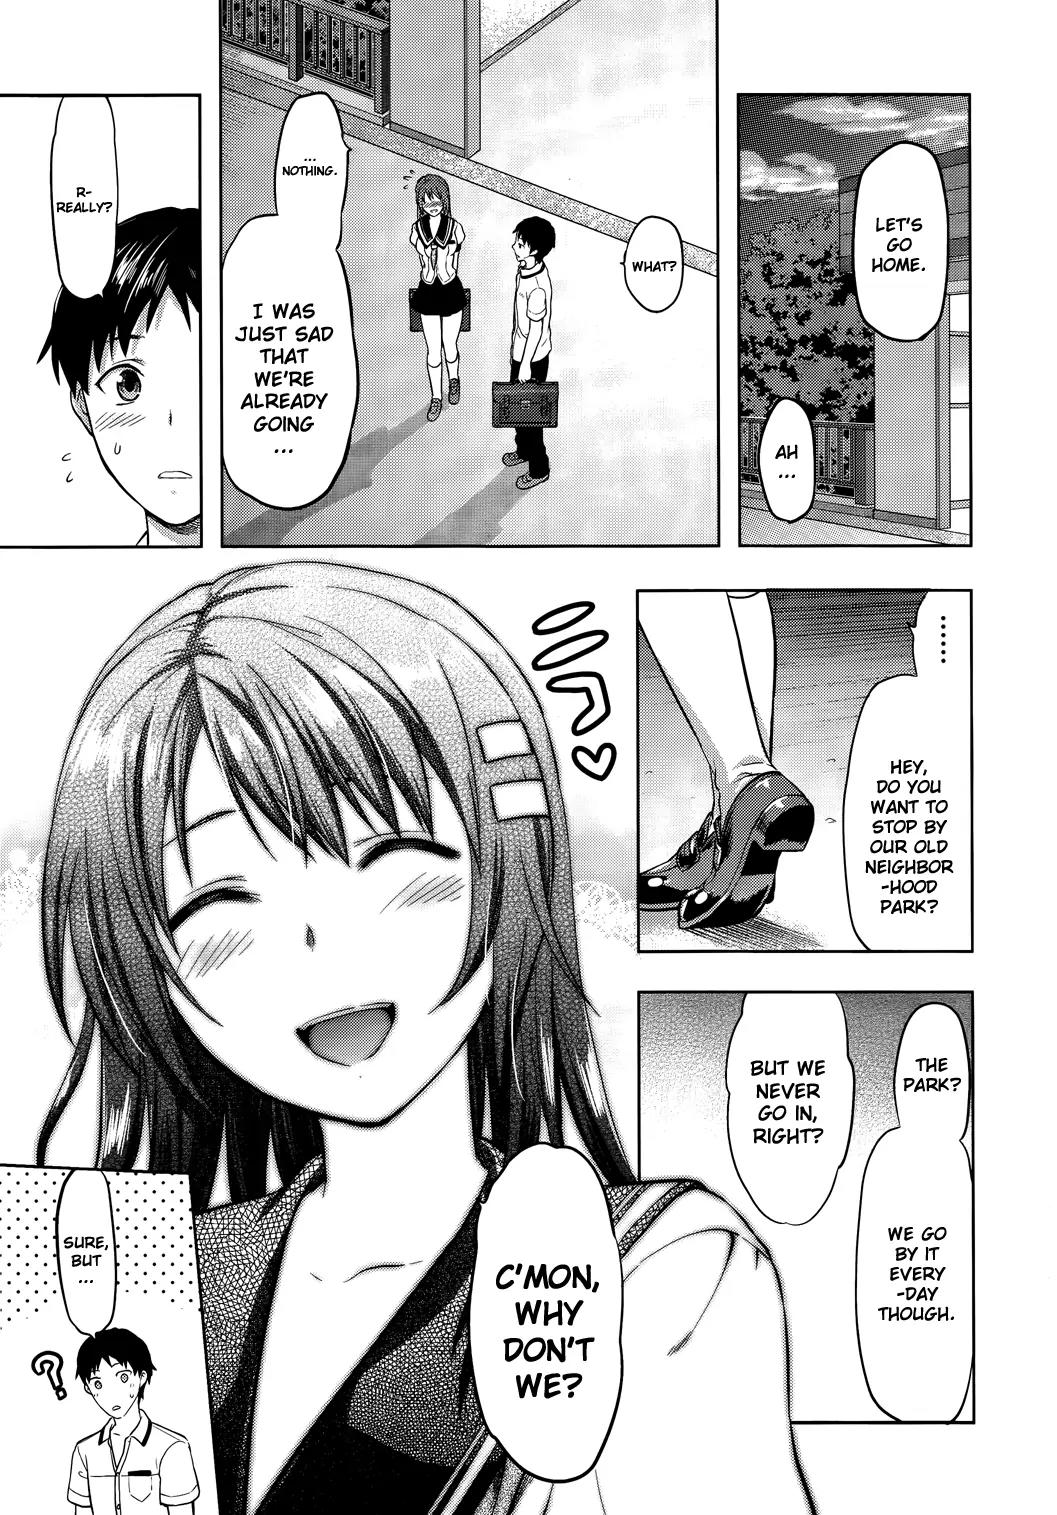 LET'S
GO
HOME.
AH
...
WHAT?
...
NOTHING.
I WAS
JUST SAD
THAT
WE'RE
ALREADY
GOING
...
R-
REALLY?
......
HEY,
DO YOU
WANT TO
STOP BY
OUR OLD
NEIGHBOR
-HOOD
PARK?
THE
PARK?
WE GO
BY IT
EVERY
-DAY
THOUGH.
BUT WE
NEVER
GO IN,
RIGHT?
ニコ♡
C'MON,
WHY
DON'T
WE?
SURE,
BUT
...
?